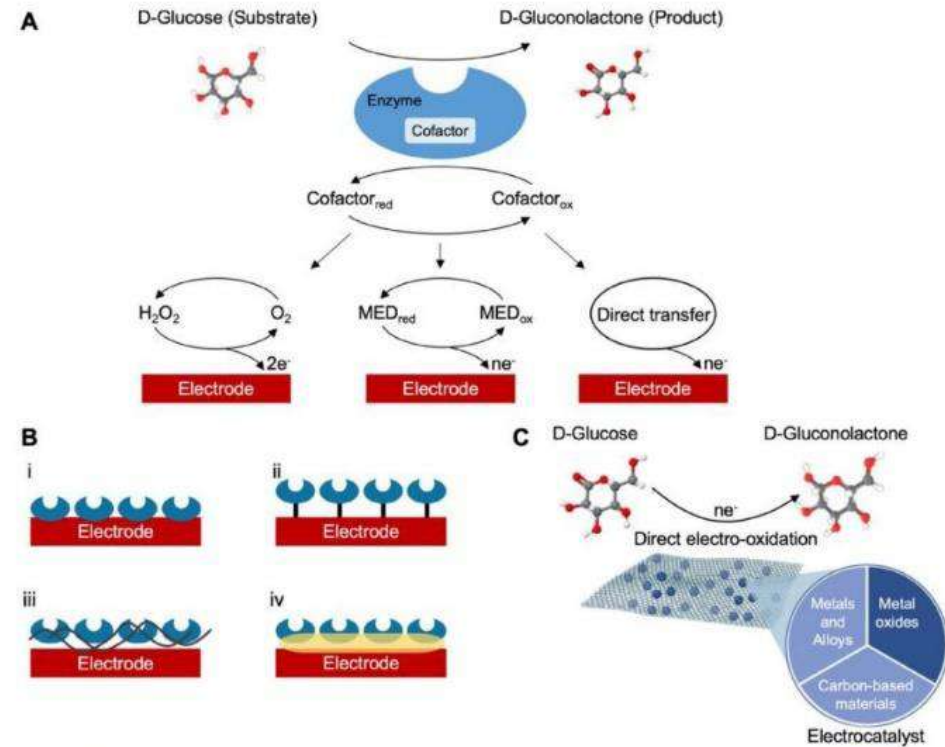 A
D-Glucose (Substrate)
D-Gluconolactone (Product)
Enzyme
Cofactor
Cofactor_red
Cofactor_ox
H₂O₂
O₂
2e⁻
Electrode
MED_red
MED_ox
ne⁻
Electrode
Direct transfer
ne⁻
Electrode
B
i
Electrode
ii
Electrode
iii
Electrode
iv
Electrode
C
D-Glucose
D-Gluconolactone
ne⁻
Direct electro-oxidation
Metals
and
Alloys
Metal
oxides
Carbon-based
materials
Electrocatalyst